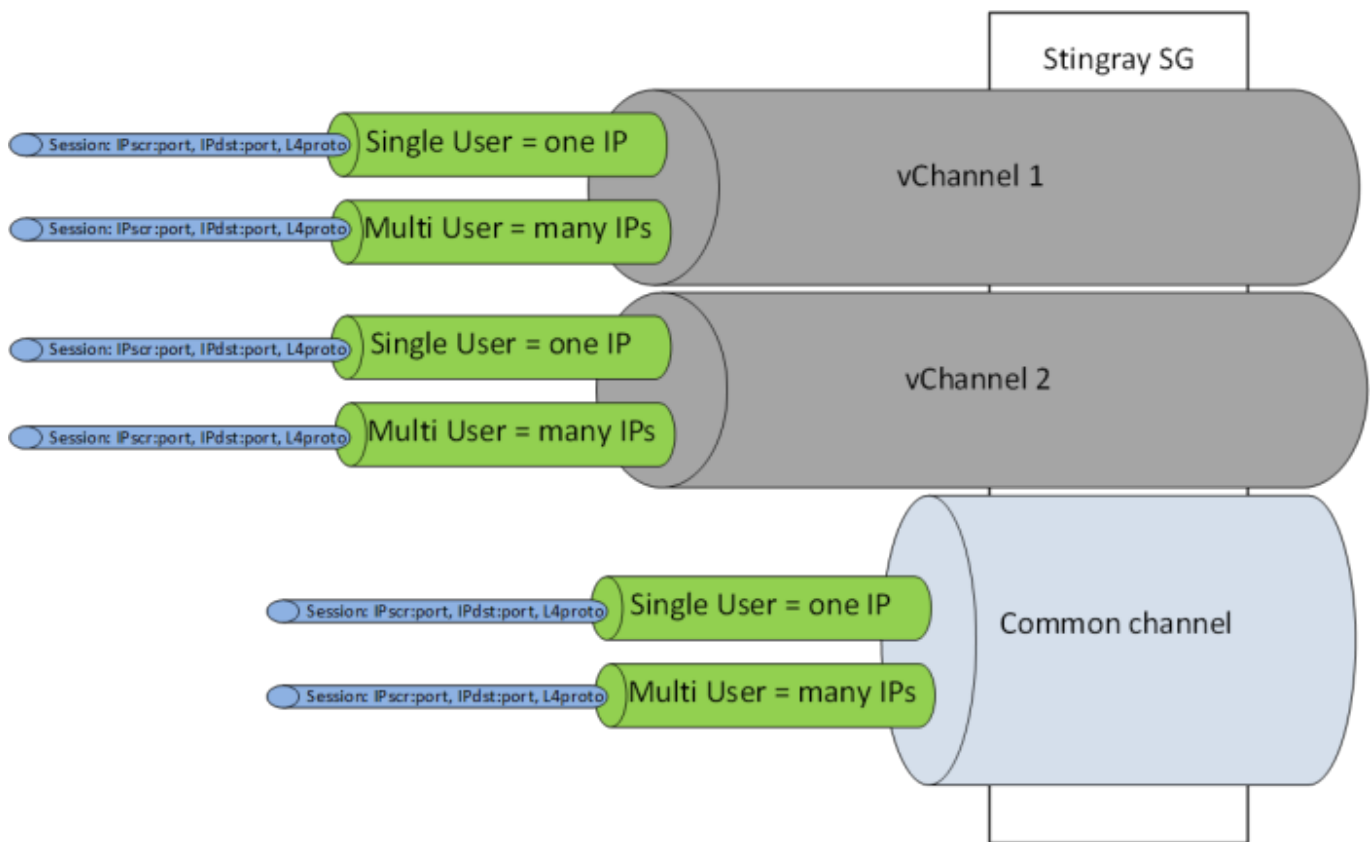 Stingray SG
Session: IPscr:port, IPdst:port, L4proto
Single User = one IP
vChannel 1
Session: IPscr:port, IPdst:port, L4proto
Multi User = many IPs
Session: IPscr:port, IPdst:port, L4proto
Single User = one IP
vChannel 2
Session: IPscr:port, IPdst:port, L4proto
Multi User = many IPs
Session: IPscr:port, IPdst:port, L4proto
Single User = one IP
Common channel
Session: IPscr:port, IPdst:port, L4proto
Multi User = many IPs